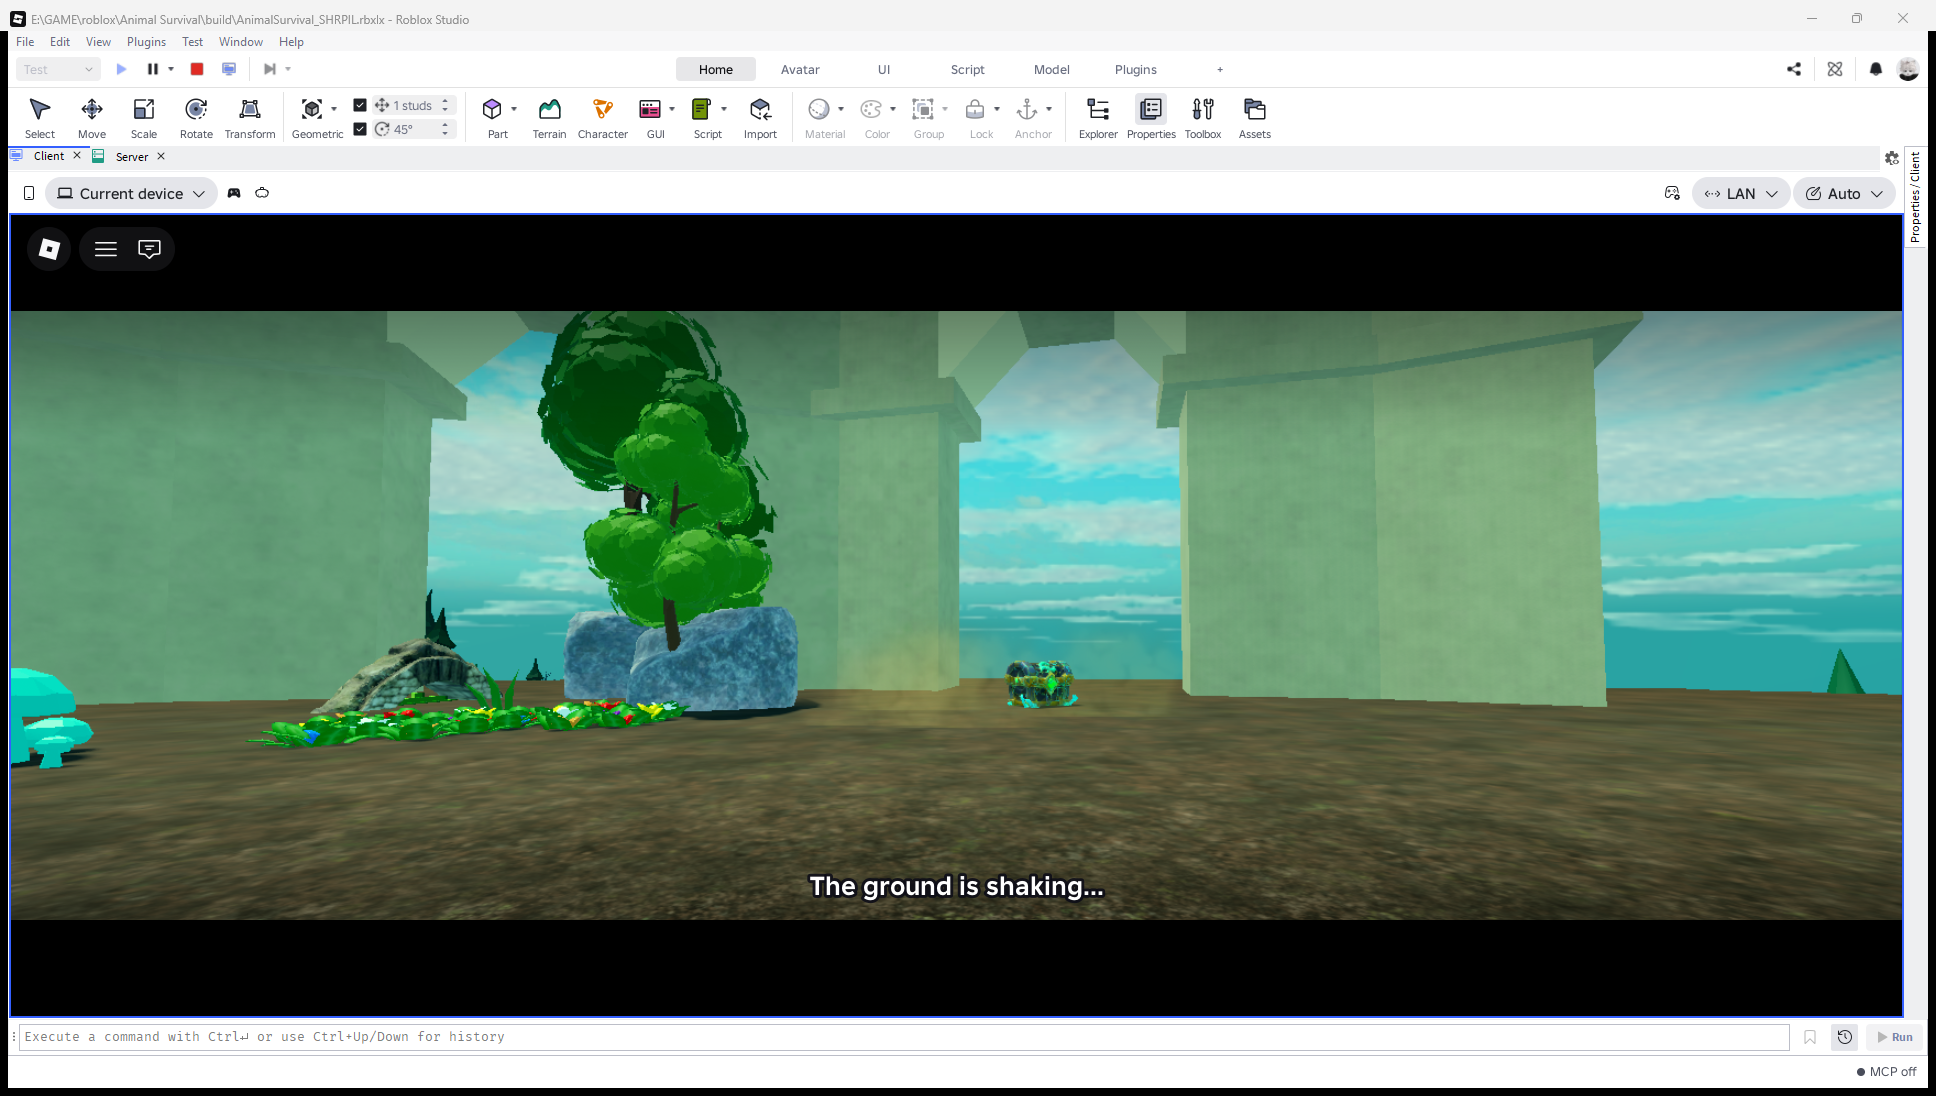 E:\GAME\roblox\Animal Survival\build\AnimalSurvival_SHRPIL.rbxlx - Roblox Studio
File Edit View Plugins Test Window Help
Test Home Avatar UI Script Model Plugins +
1 studs
45°
Select Move Scale Rotate Transform Geometric Part Terrain Character GUI Script Import Material Color Group Lock Anchor Explorer Properties Toolbox Assets
Client Server
Properties / Client
Current device LAN Auto
The ground is shaking...
Execute a command with Ctrl↵ or use Ctrl+Up/Down for history Run
MCP off